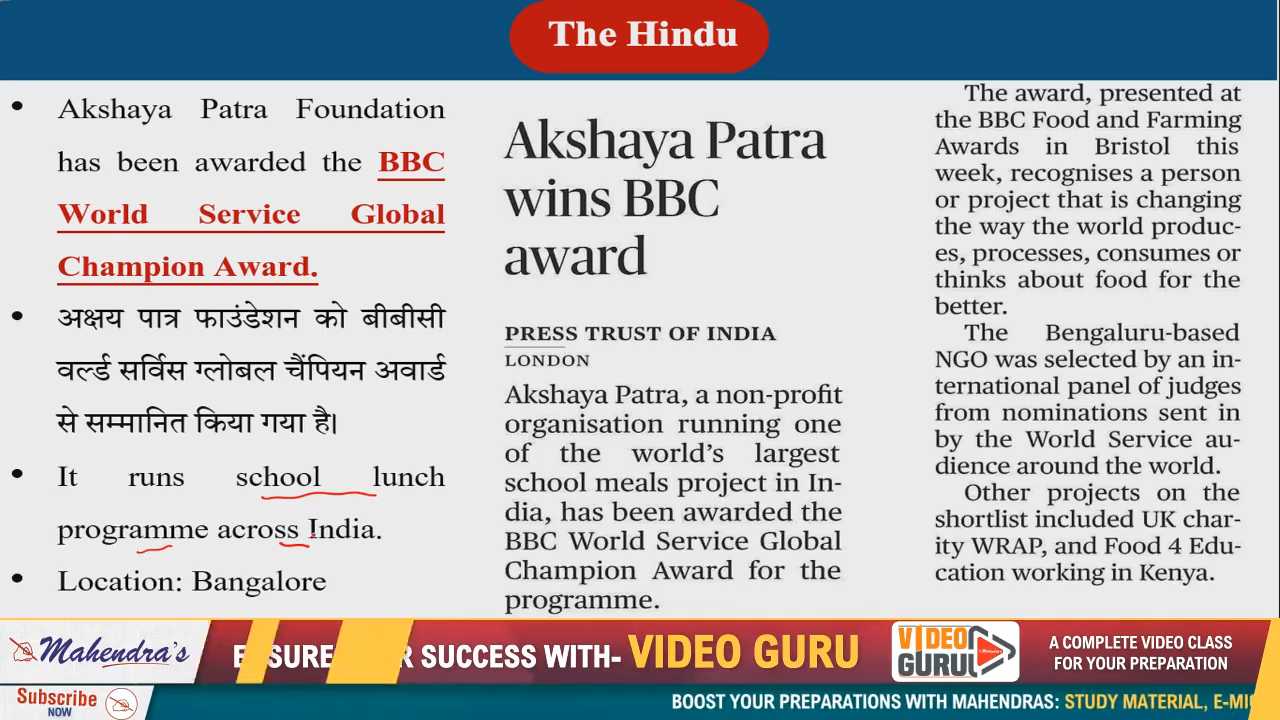 The Hindu
• Akshaya Patra Foundation
has been awarded the BBC
World Service Global
Champion Award.
• अक्षय पात्र फाउंडेशन को बीबीसी
वर्ल्ड सर्विस ग्लोबल चैंपियन अवार्ड
से सम्मानित किया गया है।
• It runs school lunch
programme across India.
• Location: Bangalore
Akshaya Patra
wins BBC
award
PRESS TRUST OF INDIA
LONDON
Akshaya Patra, a non-profit
organisation running one
of the world's largest
school meals project in In-
dia, has been awarded the
BBC World Service Global
Champion Award for the
programme.
The award, presented at
the BBC Food and Farming
Awards in Bristol this
week, recognises a person
or project that is changing
the way the world produc-
es, processes, consumes or
thinks about food for the
better.
The Bengaluru-based
NGO was selected by an in-
ternational panel of judges
from nominations sent in
by the World Service au-
dience around the world.
Other projects on the
shortlist included UK char-
ity WRAP, and Food 4 Edu-
cation working in Kenya.
Mahendra's
SUCCESS WITH- VIDEO GURU
VIDEO
GURU
A COMPLETE VIDEO CLASS
FOR YOUR PREPARATION
Subscribe
NOW
BOOST YOUR PREPARATIONS WITH MAHENDRAS: STUDY MATERIAL,